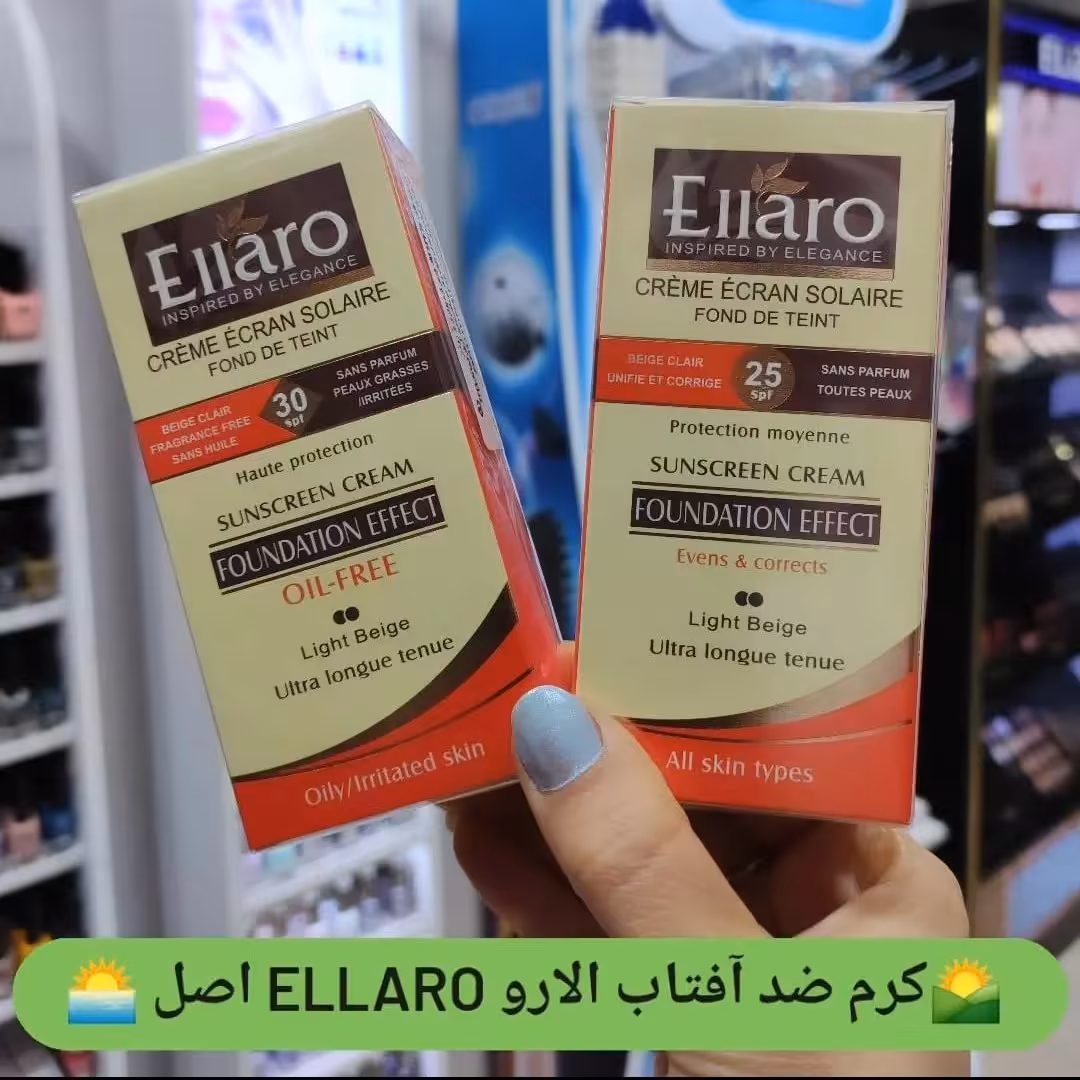 Ellaro
INSPIRED BY ELEGANCE
CRÈME ÉCRAN SOLAIRE
FOND DE TEINT
BEIGE CLAIR
FRAGRANCE FREE
SANS HUILE
30
spf
SANS PARFUM
PEAUX GRASSES
/IRRITÉES
Haute protection
SUNSCREEN CREAM
FOUNDATION EFFECT
OIL-FREE
Light Beige
Ultra longue tenue
Oily/Irritated skin
Ellaro
INSPIRED BY ELEGANCE
CRÈME ÉCRAN SOLAIRE
FOND DE TEINT
BEIGE CLAIR
UNIFIE ET CORRIGE
25
spf
SANS PARFUM
TOUTES PEAUX
Protection moyenne
SUNSCREEN CREAM
FOUNDATION EFFECT
Evens & corrects
Light Beige
Ultra longue tenue
All skin types
کرم ضد آفتاب الارو ELLARO اصل